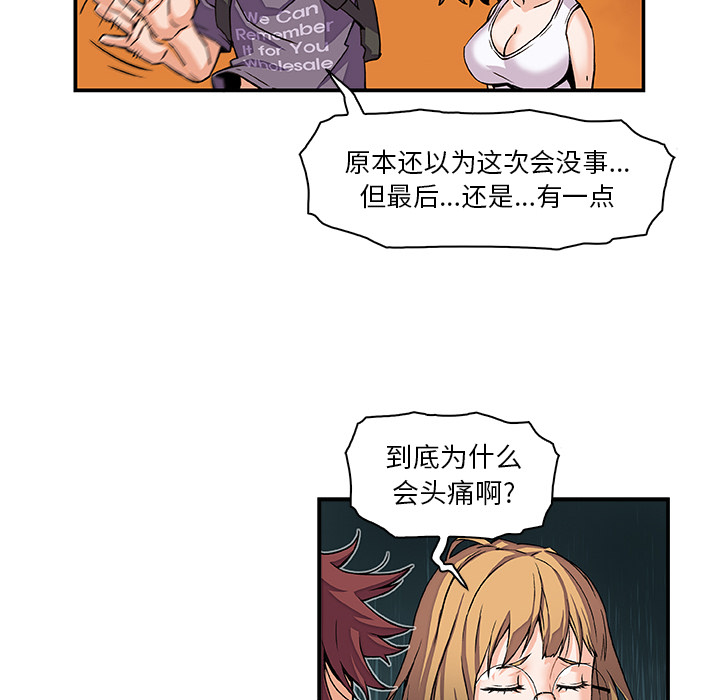 We Can
Remember
It for You
Wholesale
原本还以为这次会没事...
但最后...还是...有一点
到底为什么
会头痛啊?